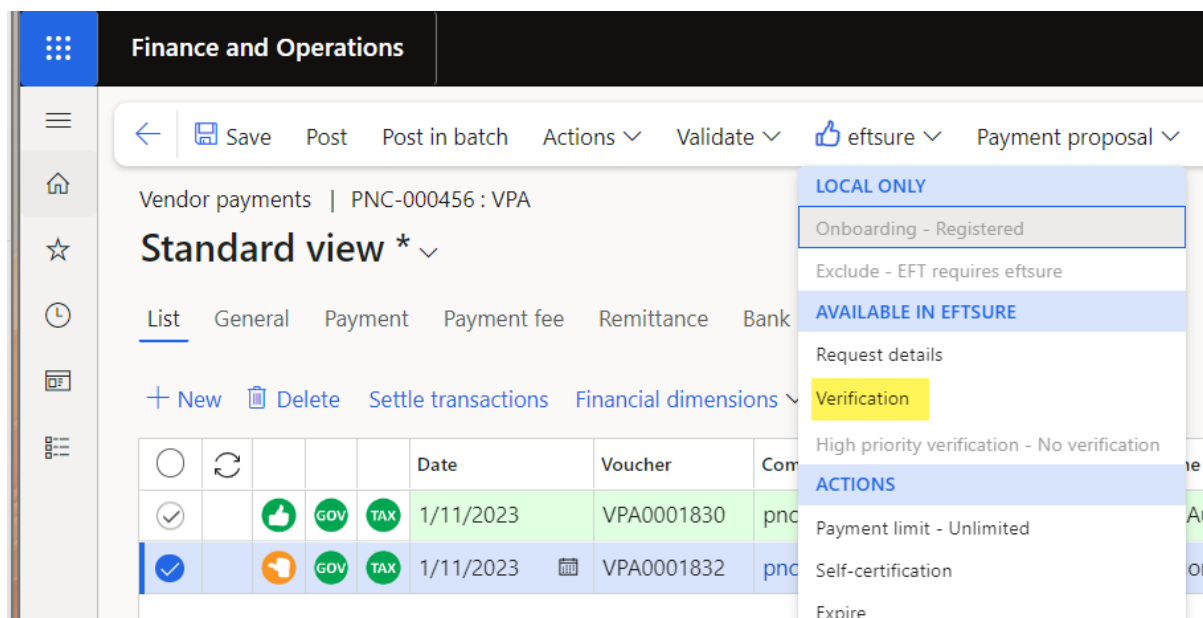 Finance and Operations
Save Post Post in batch Actions Validate eftsure Payment proposal
Vendor payments | PNC-000456 : VPA
Standard view *
List General Payment Payment fee Remittance Bank
New Delete Settle transactions Financial dimensions
LOCAL ONLY
Onboarding - Registered
Exclude - EFT requires eftsure
AVAILABLE IN EFTSURE
Request details
Verification
High priority verification - No verification
ACTIONS
Payment limit - Unlimited
Self-certification
Expire
Date Voucher Com
GOV TAX 1/11/2023 VPA0001830 pnc
GOV TAX 1/11/2023 VPA0001832 pnc